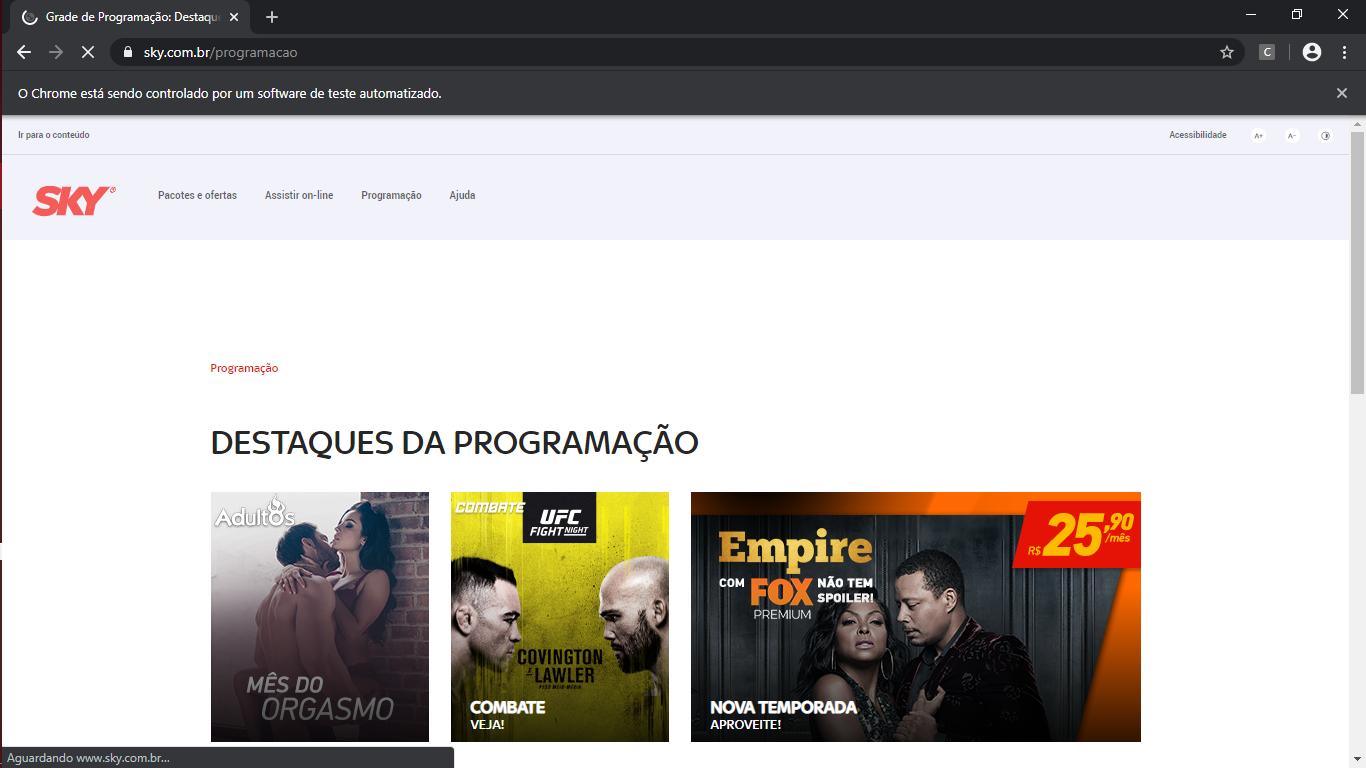 Grade de Programação: Destaqu
sky.com.br/programacao
C
O Chrome está sendo controlado por um software de teste automatizado.
Ir para o conteúdo
Acessibilidade
A+
A-
SKY
Pacotes e ofertas
Assistir on-line
Programação
Ajuda
Programação
DESTAQUES DA PROGRAMAÇÃO
Adultos
MÊS DO
ORGASMO
COMBATE
UFC
FIGHT NIGHT
COVINGTON
LAWLER
PESO MEIO-MÉDIO
COMBATE
VEJA!
Empire
COM FOX NÃO TEM
SPOILER!
PREMIUM
R$ 25,90
/mês
NOVA TEMPORADA
APROVEITE!
Aguardando www.sky.com.br...